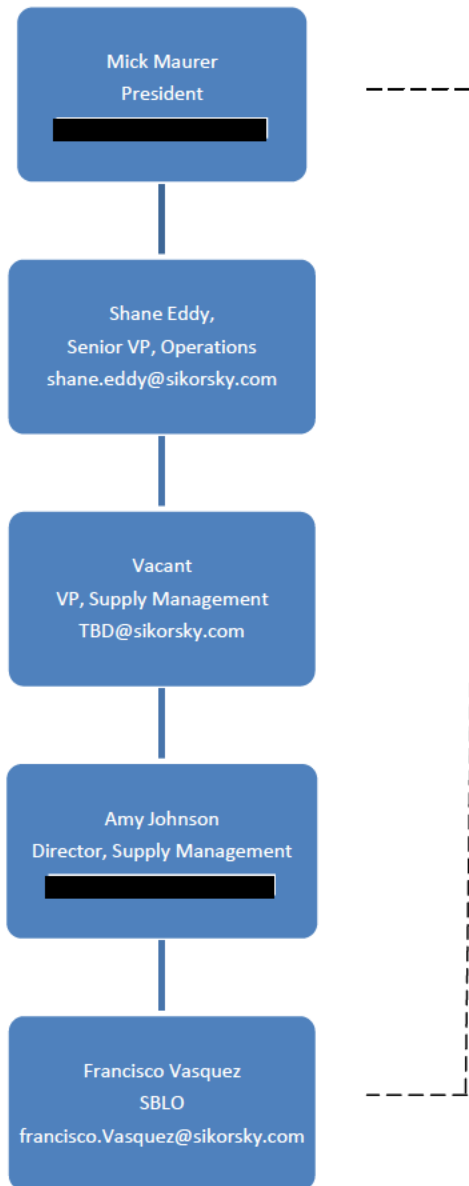 Mick Maurer
President
Shane Eddy,
Senior VP, Operations
shane.eddy@sikorsky.com
Vacant
VP, Supply Management
TBD@sikorsky.com
Amy Johnson
Director, Supply Management
Francisco Vasquez
SBLO
francisco.Vasquez@sikorsky.com